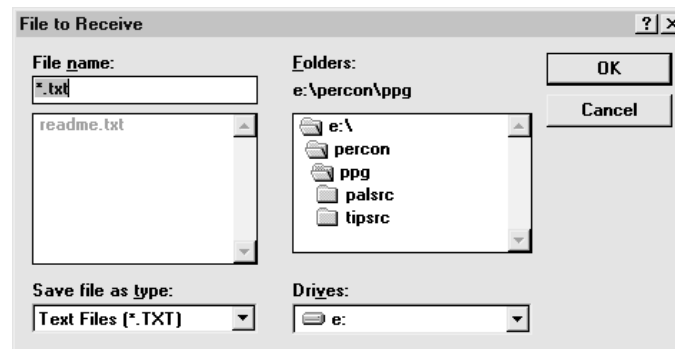 File to Receive
File name:
*.txt
readme.txt
Save file as type:
Text Files (*.TXT)
Folders:
e:\percon\ppg
e:\
percon
ppg
palsrc
tipsrc
Drives:
e:
OK
Cancel